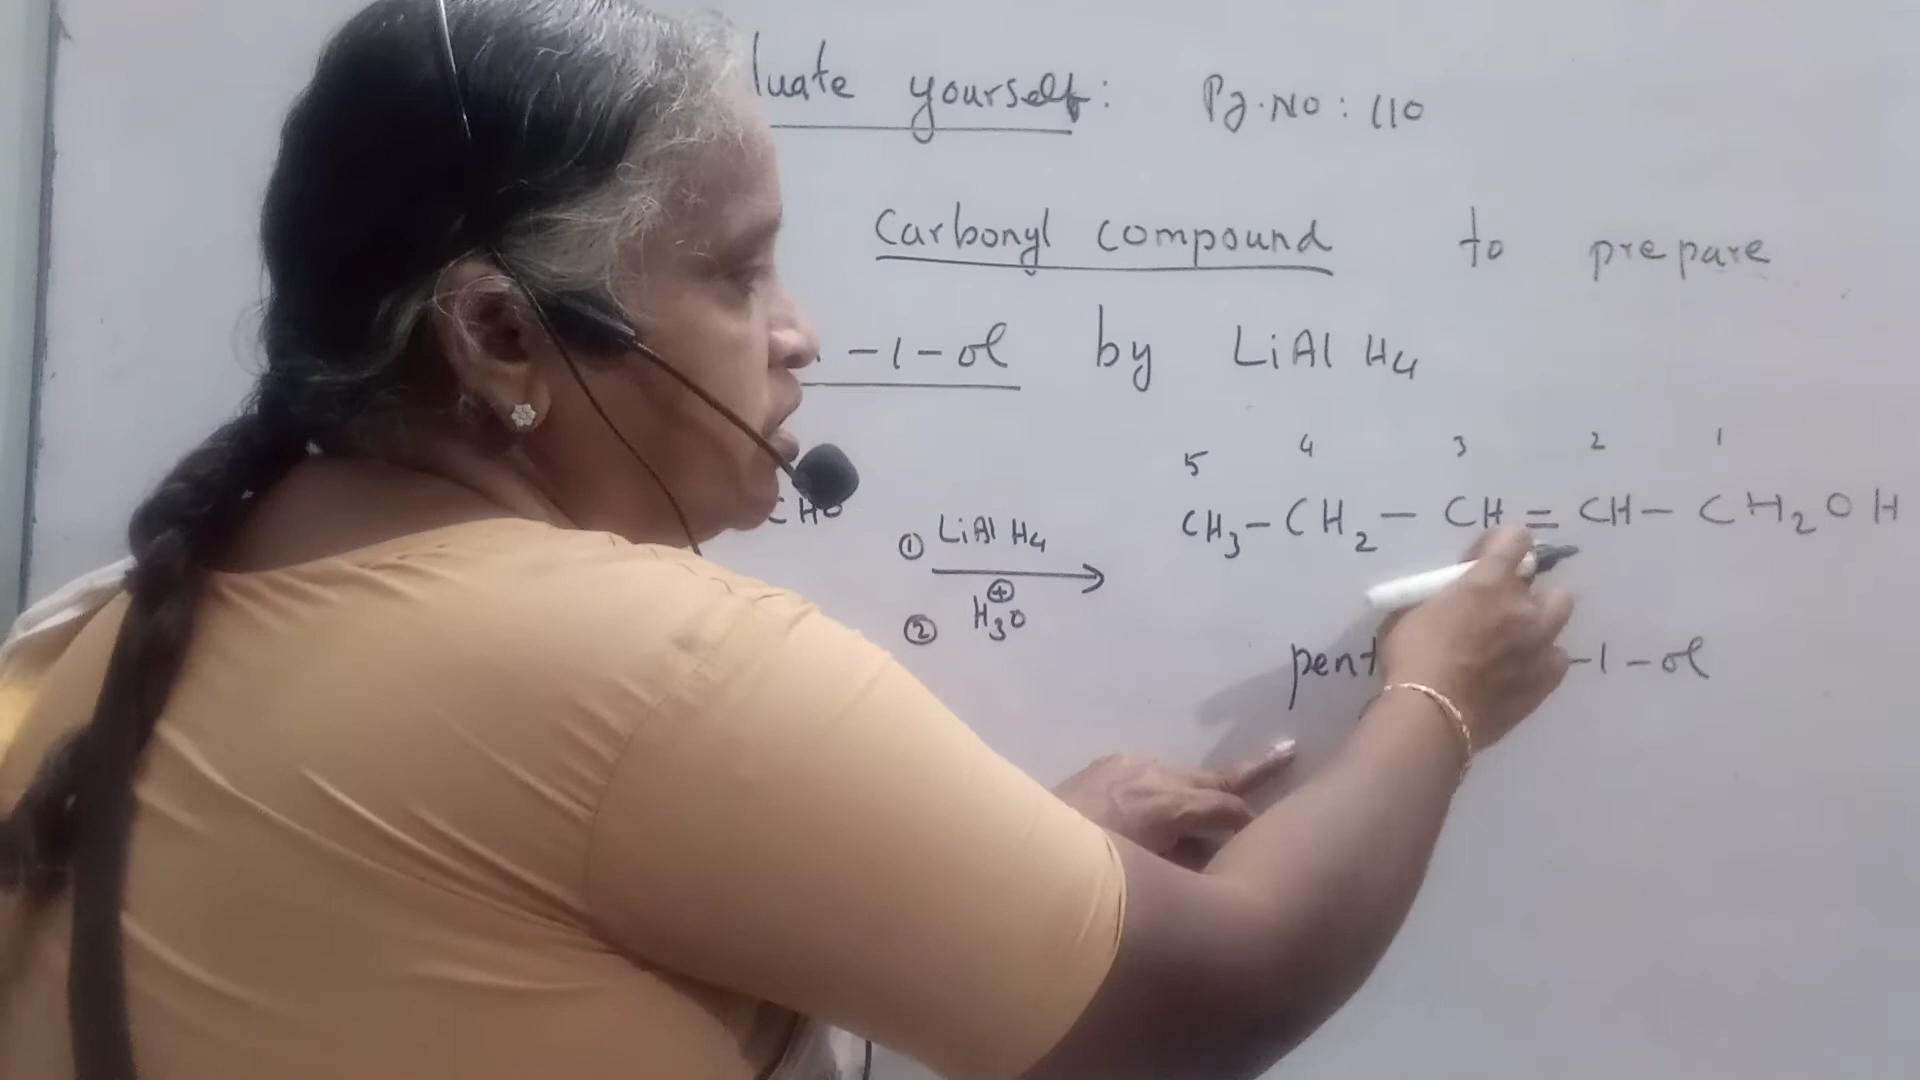 luate yourself: Pg.NO: 110
Carbonyl compound to prepare
-1-ol by LiAlH4
5 4 3 2 1
CHO ① LiAlH4 CH3-CH2-CH=CH-CH2OH
② H3O⊕
pent -1-ol